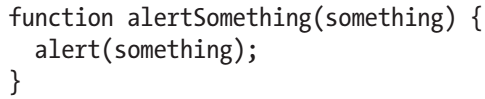 function alertSomething(something) {
  alert(something);
}